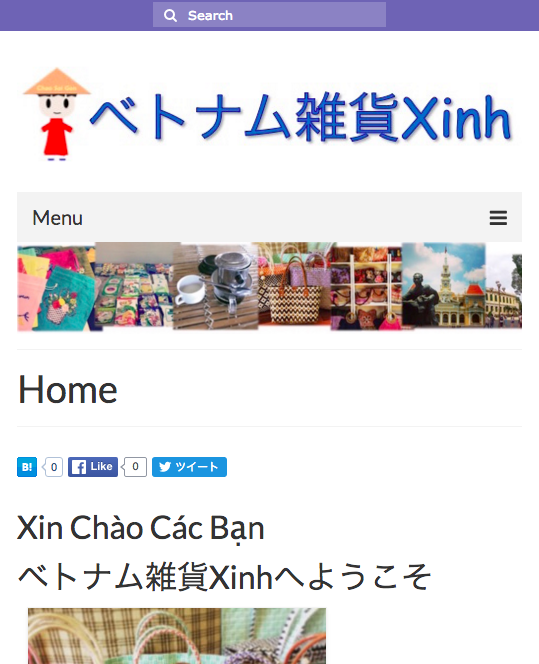 Search
ベトナム雑貨Xinh
Menu
Home
B! 0 Like 0 ツイート
Xin Chào Các Bạn
ベトナム雑貨Xinhへようこそ